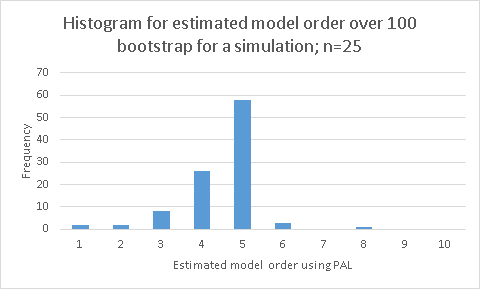 Histogram for estimated model order over 100
bootstrap for a simulation; n=25
70
60
50
40
30
20
10
0
Frequency
1 2 3 4 5 6 7 8 9 10
Estimated model order using PAL